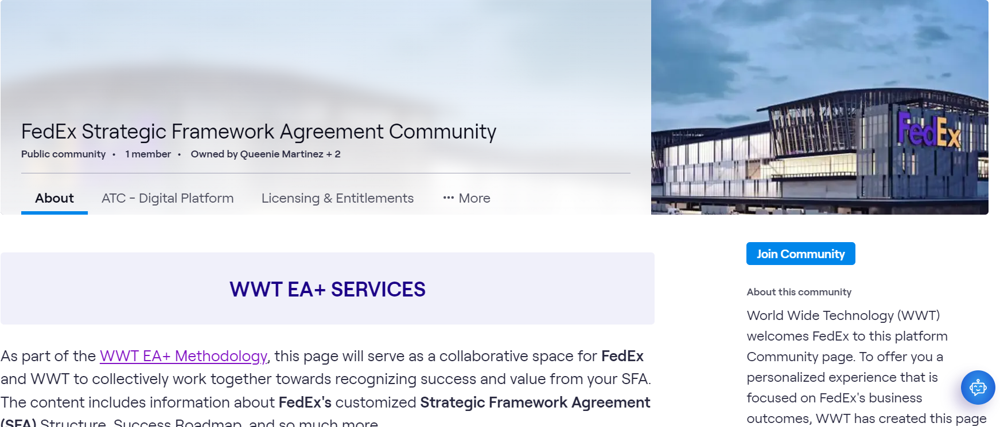 FedEx
FedEx Strategic Framework Agreement Community
Public community • 1 member • Owned by Queenie Martinez + 2
About ATC - Digital Platform Licensing & Entitlements ••• More
WWT EA+ SERVICES
As part of the WWT EA+ Methodology, this page will serve as a collaborative space for FedEx
and WWT to collectively work together towards recognizing success and value from your SFA.
The content includes information about FedEx's customized Strategic Framework Agreement
(SFA) Structure, Success Roadmap, and so much more.
Join Community
About this community
World Wide Technology (WWT)
welcomes FedEx to this platform
Community page. To offer you a
personalized experience that is
focused on FedEx's business
outcomes, WWT has created this page